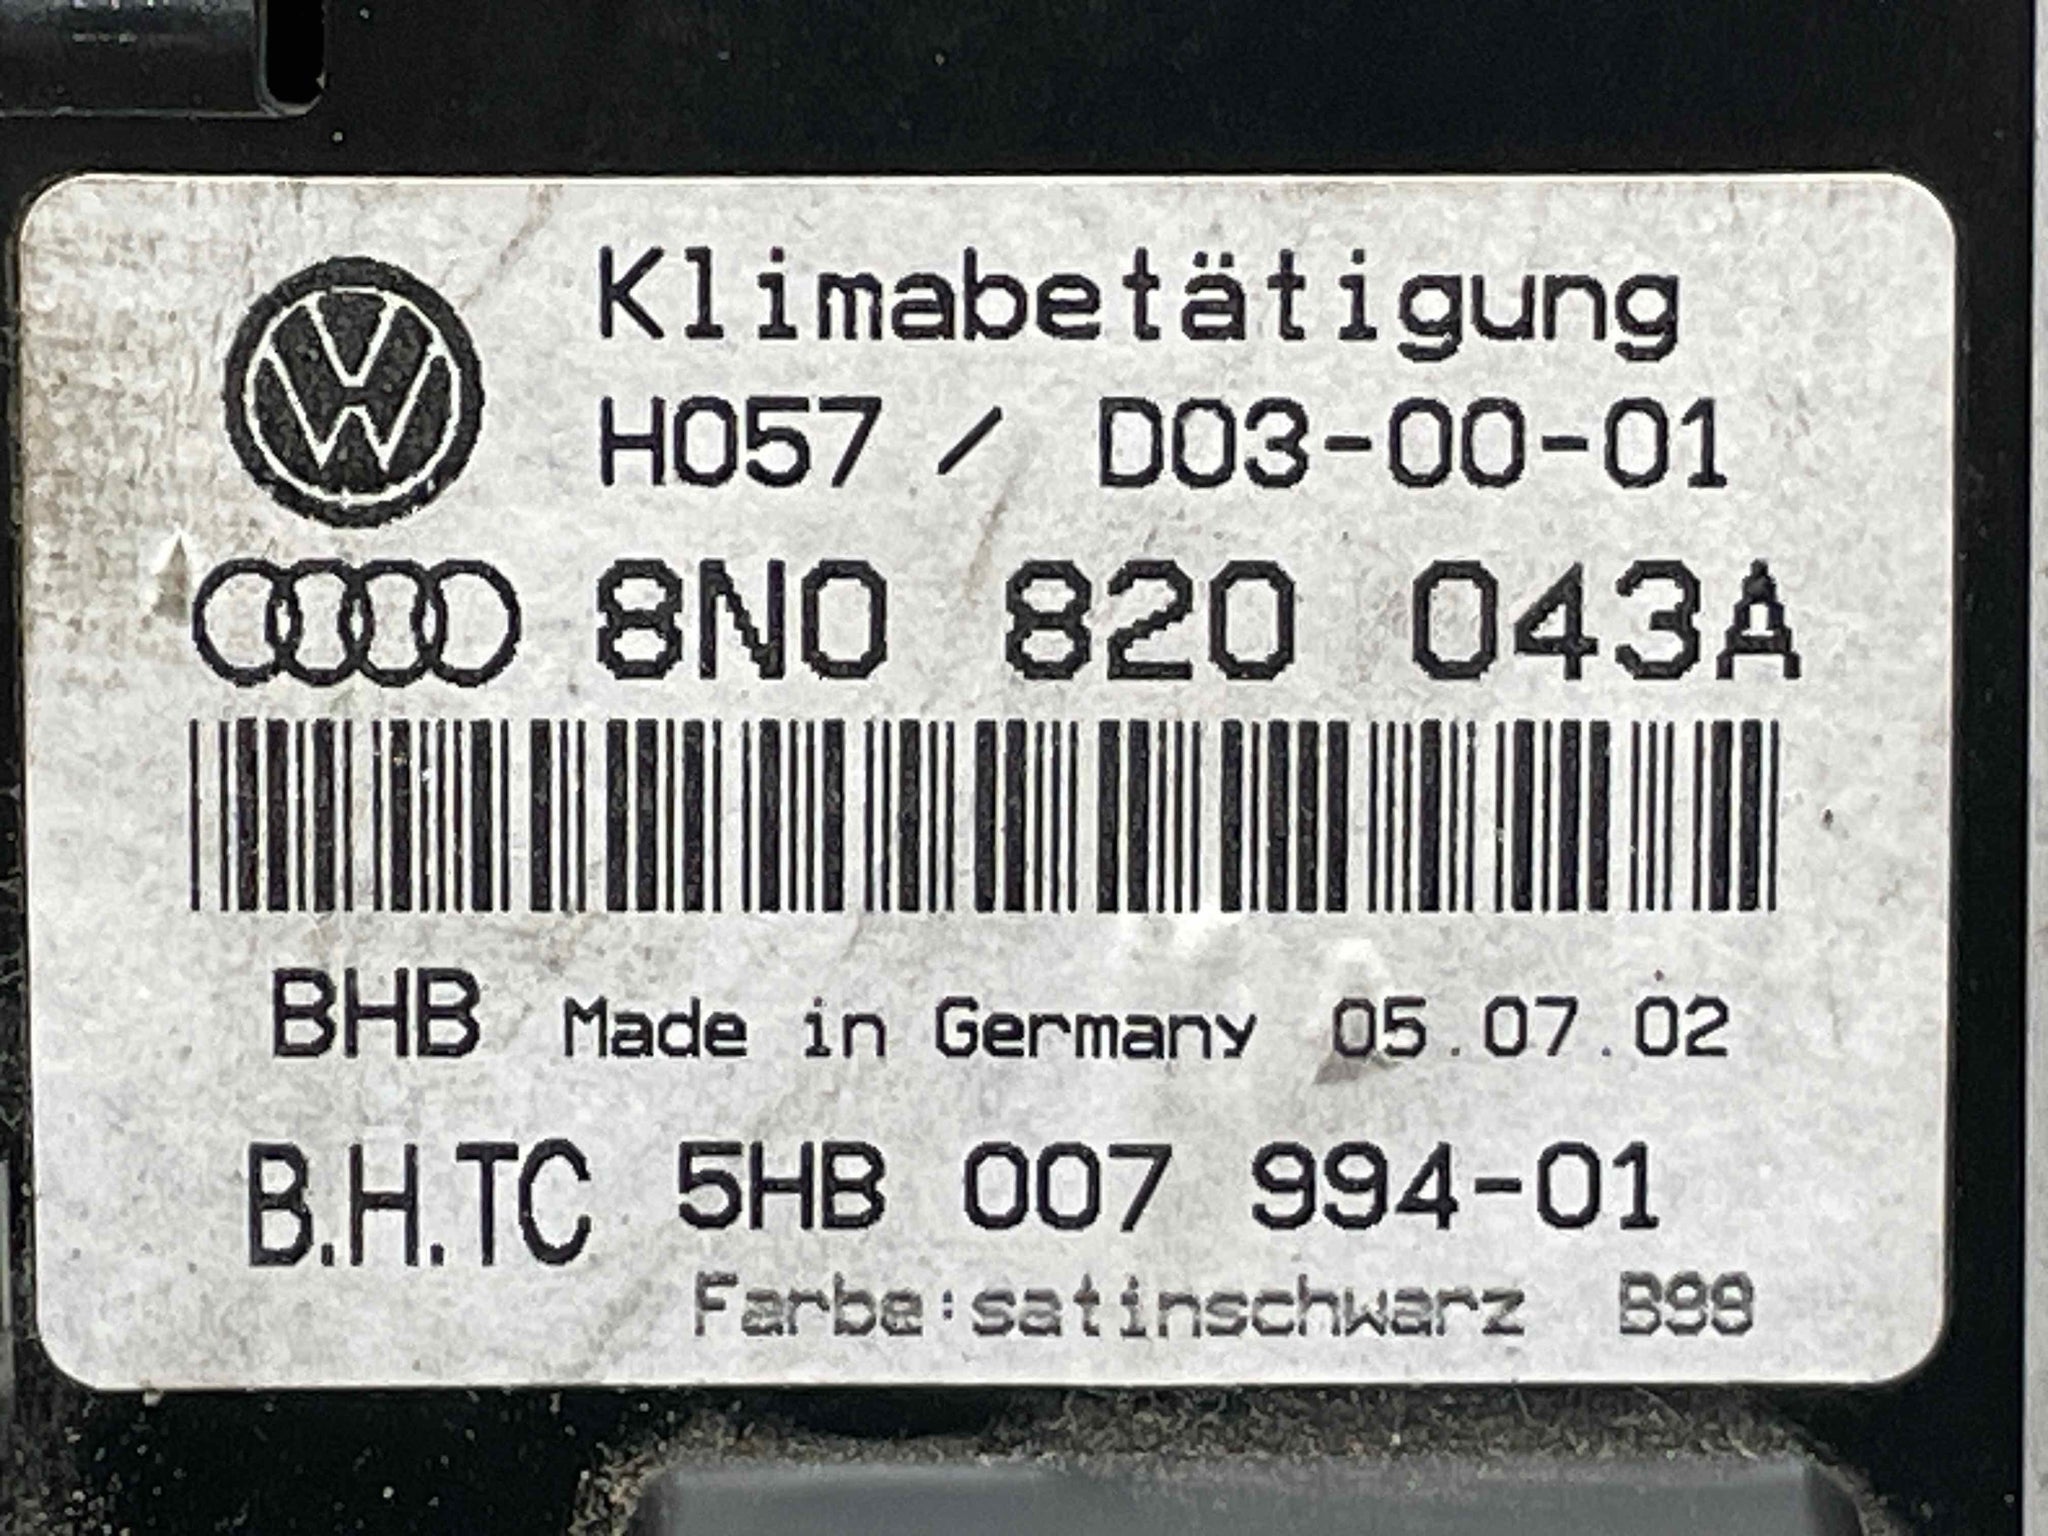 Klimabetätigung
H057 / D03-00-01
8N0 820 043A
BHB Made in Germany 05.07.02
B.H.TC 5HB 007 994-01
Farbe:satinschwarz B98